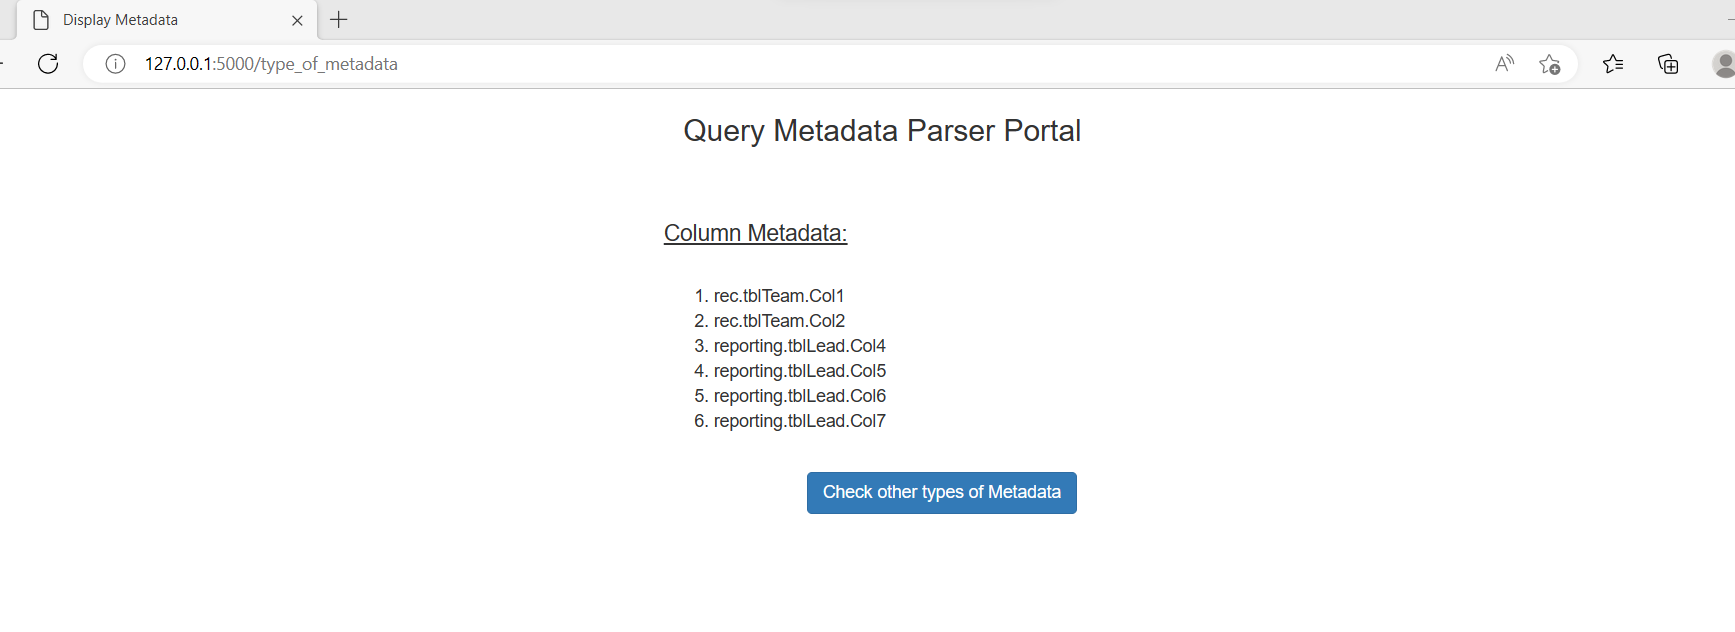 Display Metadata
127.0.0.1:5000/type_of_metadata
Query Metadata Parser Portal
Column Metadata:
1. rec.tblTeam.Col1
2. rec.tblTeam.Col2
3. reporting.tblLead.Col4
4. reporting.tblLead.Col5
5. reporting.tblLead.Col6
6. reporting.tblLead.Col7
Check other types of Metadata